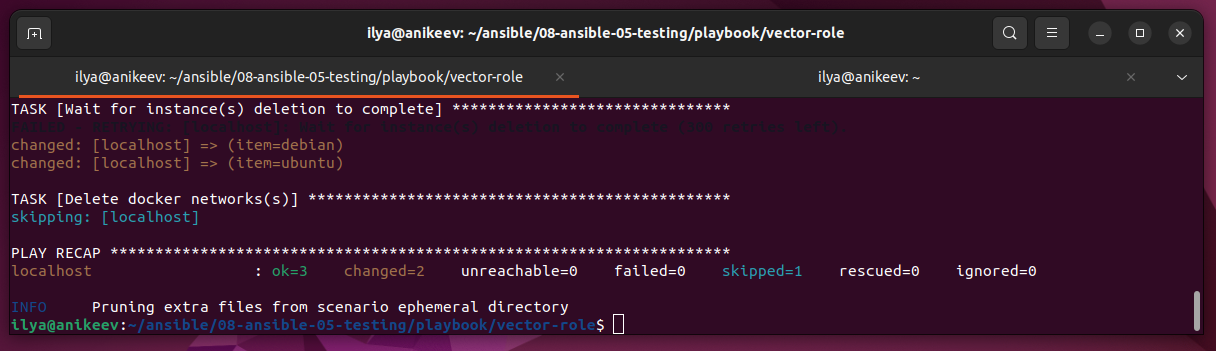 ilya@anikeev: ~/ansible/08-ansible-05-testing/playbook/vector-role
ilya@anikeev: ~/ansible/08-ansible-05-testing/playbook/vector-role
ilya@anikeev: ~
TASK [Wait for instance(s) deletion to complete] *******************************
changed: [localhost] => (item=debian)
changed: [localhost] => (item=ubuntu)
TASK [Delete docker networks(s)] ***********************************************
skipping: [localhost]
PLAY RECAP *********************************************************************
localhost                  : ok=3    changed=2    unreachable=0    failed=0    skipped=1    rescued=0    ignored=0
INFO     Pruning extra files from scenario ephemeral directory
ilya@anikeev:~/ansible/08-ansible-05-testing/playbook/vector-role$